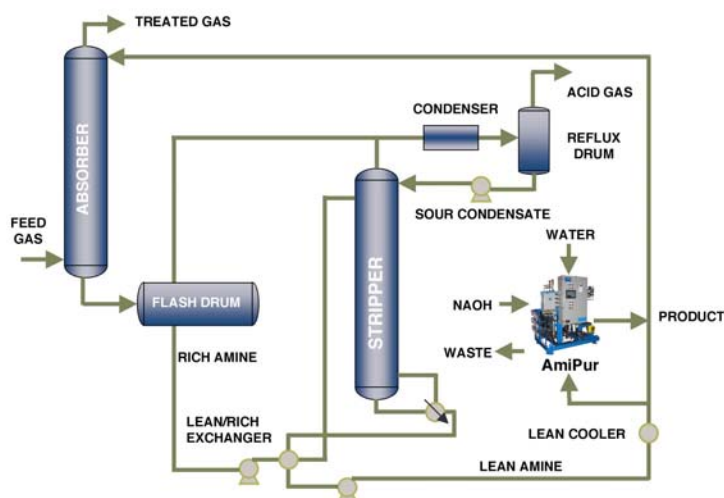 TREATED GAS
ACID GAS
CONDENSER
REFLUX
DRUM
ABSORBER
FEED
GAS
SOUR CONDENSATE
WATER
FLASH DRUM
STRIPPER
NAOH
PRODUCT
RICH AMINE
WASTE
AmiPur
LEAN/RICH
EXCHANGER
LEAN COOLER
LEAN AMINE